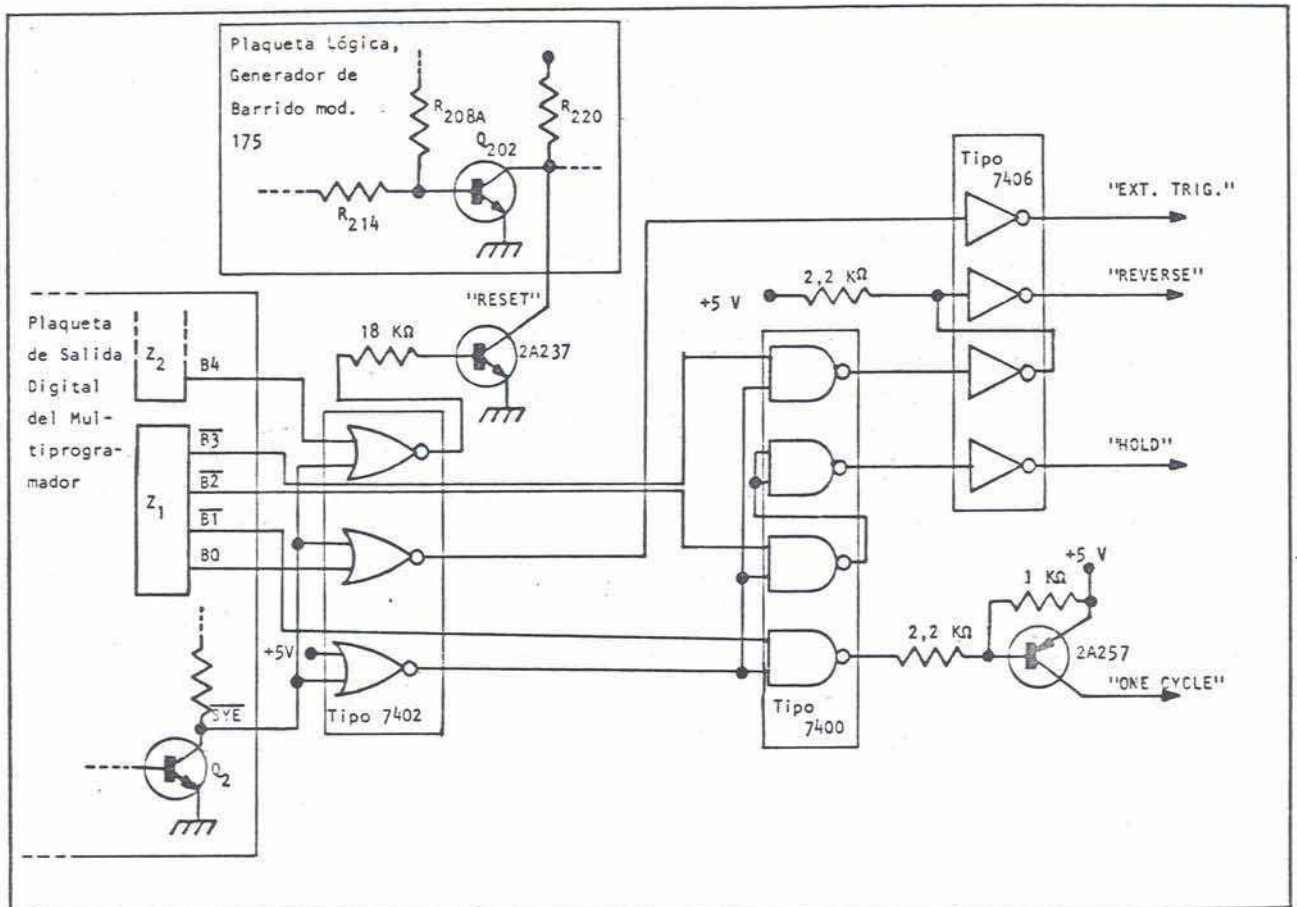 Plaqueta Lógica,
Generador de
Barrido mod.
175
R208A
R220
Q202
R214
"RESET"
18 KΩ
2A237
Plaqueta
de Salida
Digital
del Mul-
tiprogra-
mador
Z2
B4
Z1
B3
B2
B1
B0
SYE
Q2
+5V
Tipo 7402
Tipo
7406
"EXT. TRIG."
2,2 KΩ
+5 V
"REVERSE"
"HOLD"
Tipo
7400
+5 V
1 KΩ
2,2 KΩ
2A257
"ONE CYCLE"